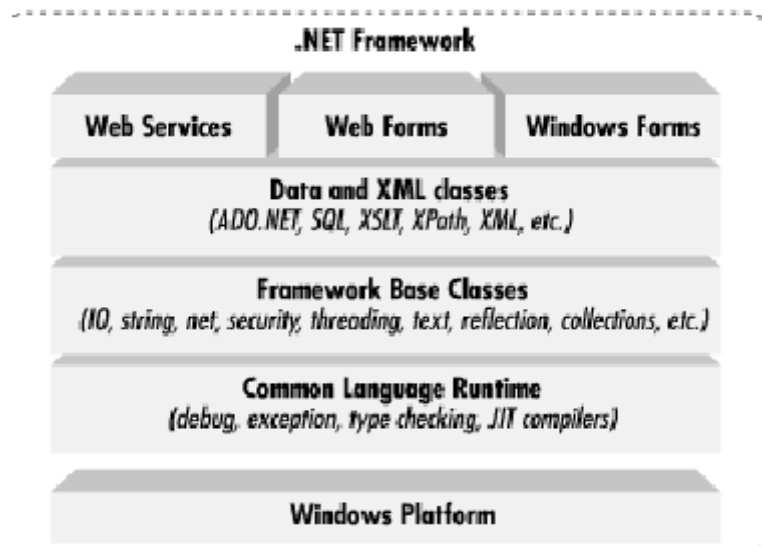 .NET Framework
Web Services
Web Forms
Windows Forms
Data and XML classes
(ADO.NET, SQL, XSLT, XPath, XML, etc.)
Framework Base Classes
(IO, string, net, security, threading, text, reflection, collections, etc.)
Common Language Runtime
(debug, exception, type checking, JIT compilers)
Windows Platform